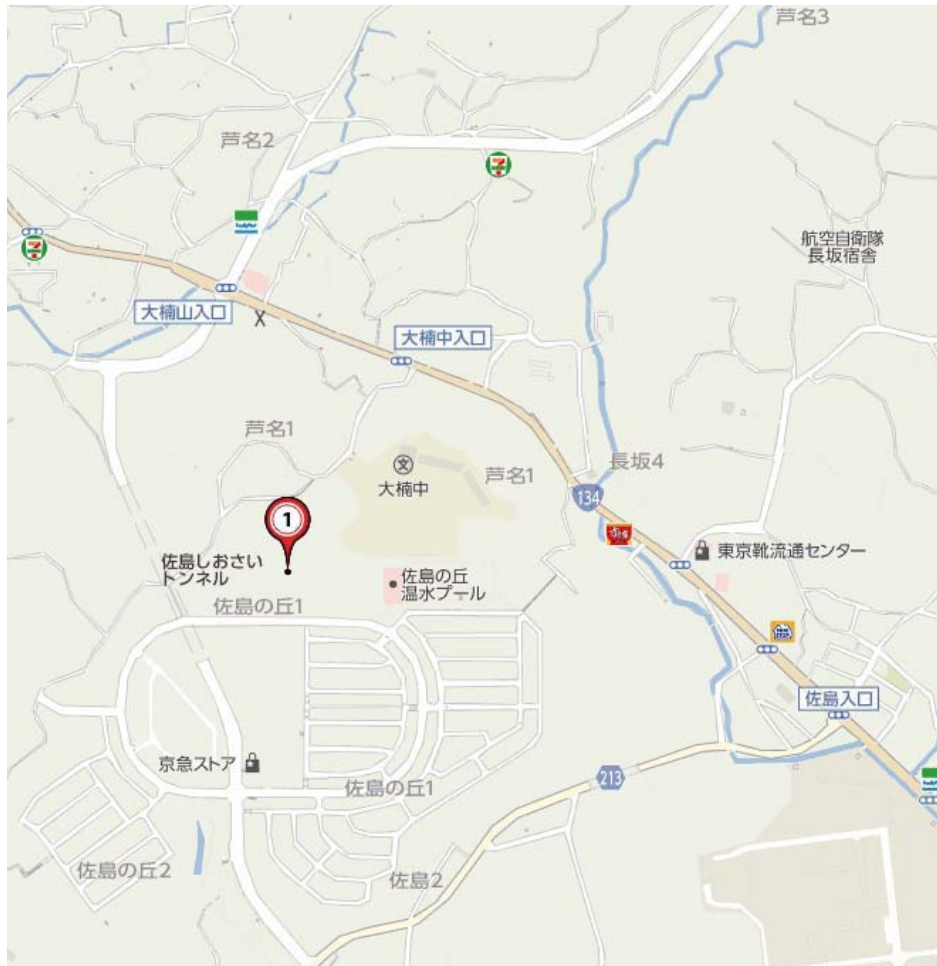 芦名3
芦名2
航空自衛隊
長坂宿舎
大楠山入口
大楠中入口
芦名1
長坂4
大楠中
芦名1
134
すき家
1
東京靴流通センター
佐島しおさい
トンネル
佐島の丘
温水プール
佐島の丘1
佐島入口
京急ストア
213
佐島の丘1
佐島の丘2
佐島2